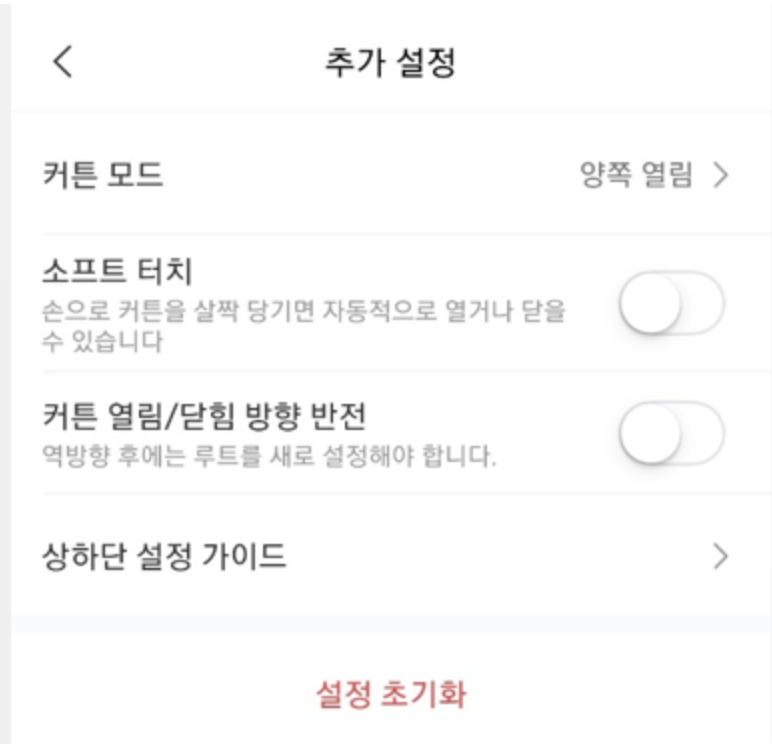 추가 설정
커튼 모드
양쪽 열림
소프트 터치
손으로 커튼을 살짝 당기면 자동적으로 열거나 닫을
수 있습니다
커튼 열림/닫힘 방향 반전
역방향 후에는 루트를 새로 설정해야 합니다.
상하단 설정 가이드
설정 초기화